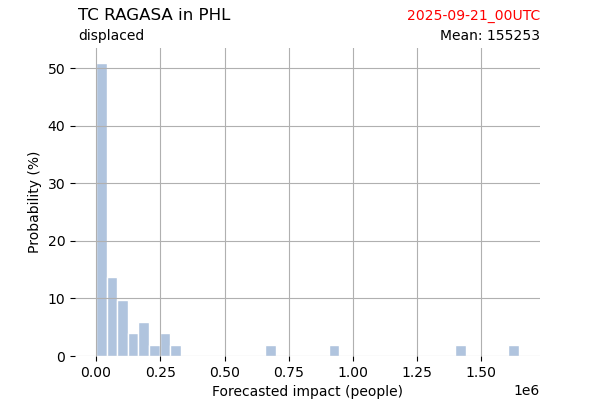 TC RAGASA in PHL
2025-09-21_00UTC
displaced
Mean: 155253
Probability (%)
50
40
30
20
10
0
0.00 0.25 0.50 0.75 1.00 1.25 1.50
1e6
Forecasted impact (people)